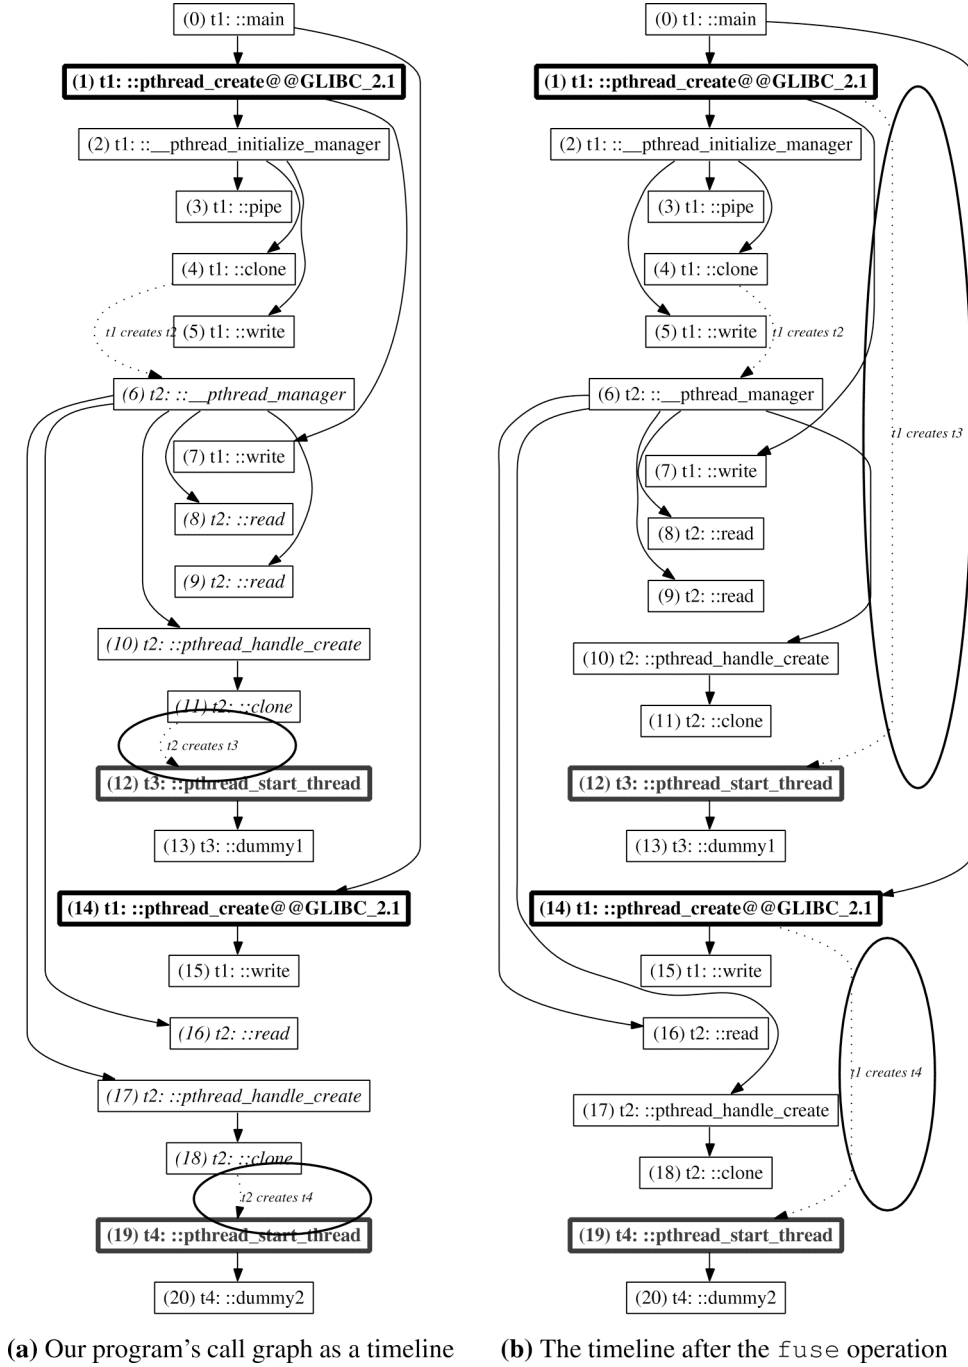 (0) t1: ::main
(1) t1: ::pthread_create@@GLIBC_2.1
(2) t1: ::__pthread_initialize_manager
(3) t1: ::pipe
(4) t1: ::clone
t1 creates t2
(5) t1: ::write
(6) t2: ::__pthread_manager
(7) t1: ::write
(8) t2: ::read
(9) t2: ::read
(10) t2: ::pthread_handle_create
(11) t2: ::clone
t2 creates t3
(12) t3: ::pthread_start_thread
(13) t3: ::dummy1
(14) t1: ::pthread_create@@GLIBC_2.1
(15) t1: ::write
(16) t2: ::read
(17) t2: ::pthread_handle_create
(18) t2: ::clone
t2 creates t4
(19) t4: ::pthread_start_thread
(20) t4: ::dummy2
(a) Our program's call graph as a timeline
(0) t1: ::main
(1) t1: ::pthread_create@@GLIBC_2.1
(2) t1: ::__pthread_initialize_manager
(3) t1: ::pipe
(4) t1: ::clone
(5) t1: ::write
t1 creates t2
(6) t2: ::__pthread_manager
t1 creates t3
(7) t1: ::write
(8) t2: ::read
(9) t2: ::read
(10) t2: ::pthread_handle_create
(11) t2: ::clone
(12) t3: ::pthread_start_thread
(13) t3: ::dummy1
(14) t1: ::pthread_create@@GLIBC_2.1
(15) t1: ::write
(16) t2: ::read
t1 creates t4
(17) t2: ::pthread_handle_create
(18) t2: ::clone
(19) t4: ::pthread_start_thread
(20) t4: ::dummy2
(b) The timeline after the fuse operation